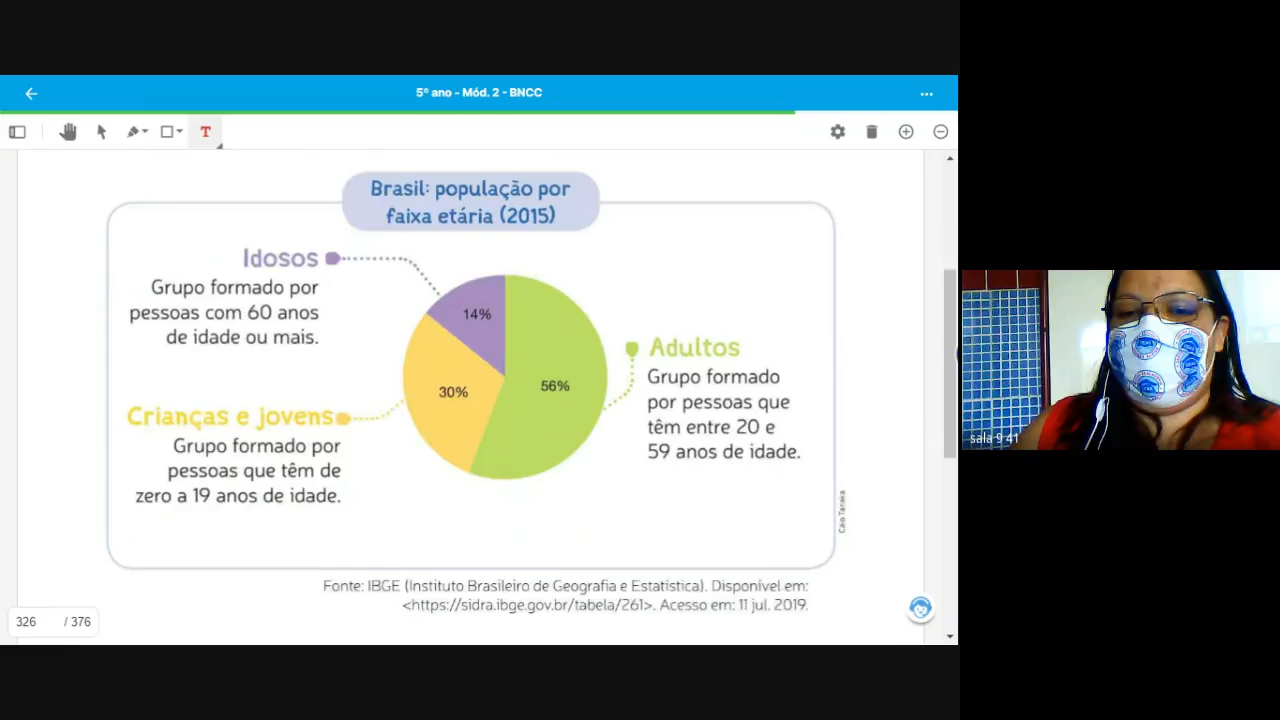 5º ano - Mód. 2 - BNCC
T
Brasil: população por
faixa etária (2015)
Idosos
Grupo formado por
pessoas com 60 anos
de idade ou mais.
14%
30%
56%
Adultos
Grupo formado
por pessoas que
têm entre 20 e
59 anos de idade.
Crianças e jovens
Grupo formado por
pessoas que têm de
zero a 19 anos de idade.
Caio Tanaka
Fonte: IBGE (Instituto Brasileiro de Geografia e Estatística). Disponível em:
<https://sidra.ibge.gov.br/tabela/261>. Acesso em: 11 jul. 2019.
326 / 376
sala 9 41